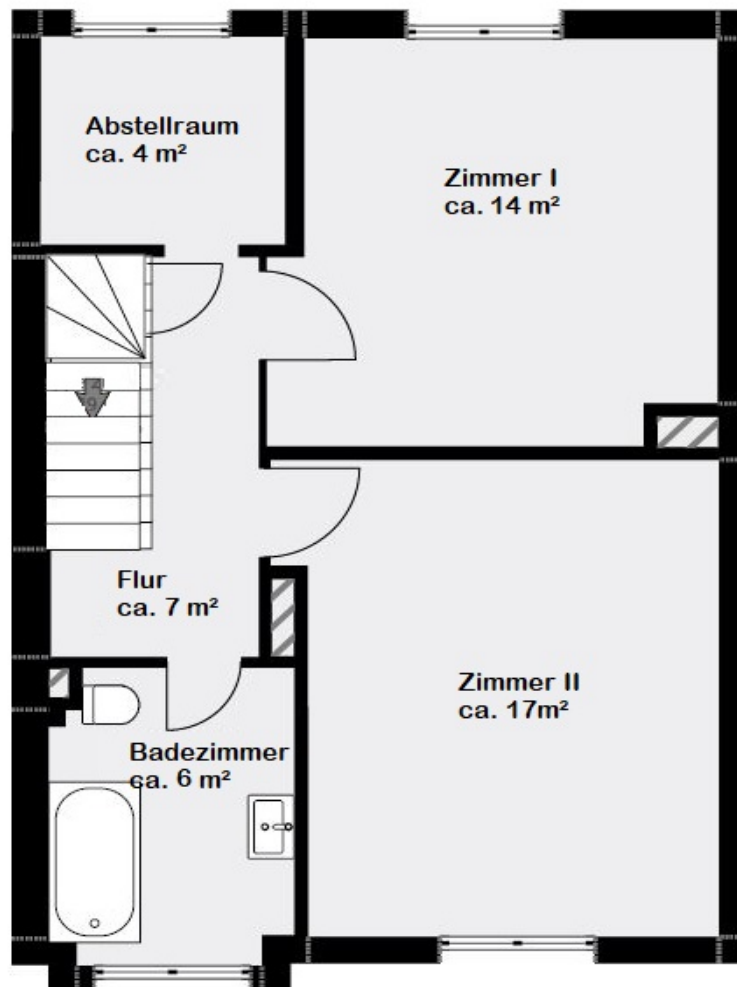 Abstellraum
ca. 4 m²
Zimmer I
ca. 14 m²
Flur
ca. 7 m²
Zimmer II
ca. 17m²
Badezimmer
ca. 6 m²